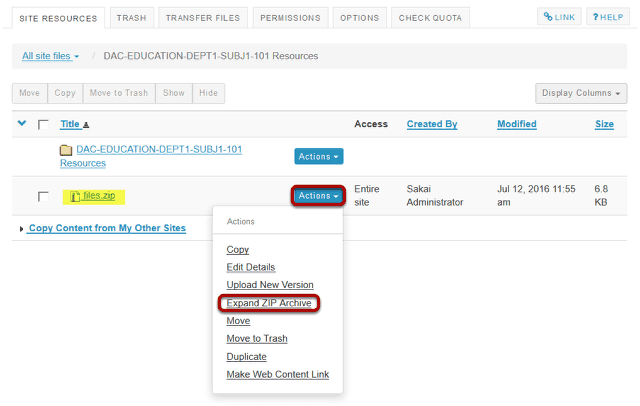 SITE RESOURCES TRASH TRANSFER FILES PERMISSIONS OPTIONS CHECK QUOTA LINK ?HELP
All site files / DAC-EDUCATION-DEPT1-SUBJ1-101 Resources
Move Copy Move to Trash Show Hide Display Columns
Title Access Created By Modified Size
DAC-EDUCATION-DEPT1-SUBJ1-101 Actions
Resources
files.zip Actions Entire Sakai Jul 12, 2016 11:55 6.8
site Administrator am KB
Actions
Copy Content from My Other Sites
Copy
Edit Details
Upload New Version
Expand ZIP Archive
Move
Move to Trash
Duplicate
Make Web Content Link